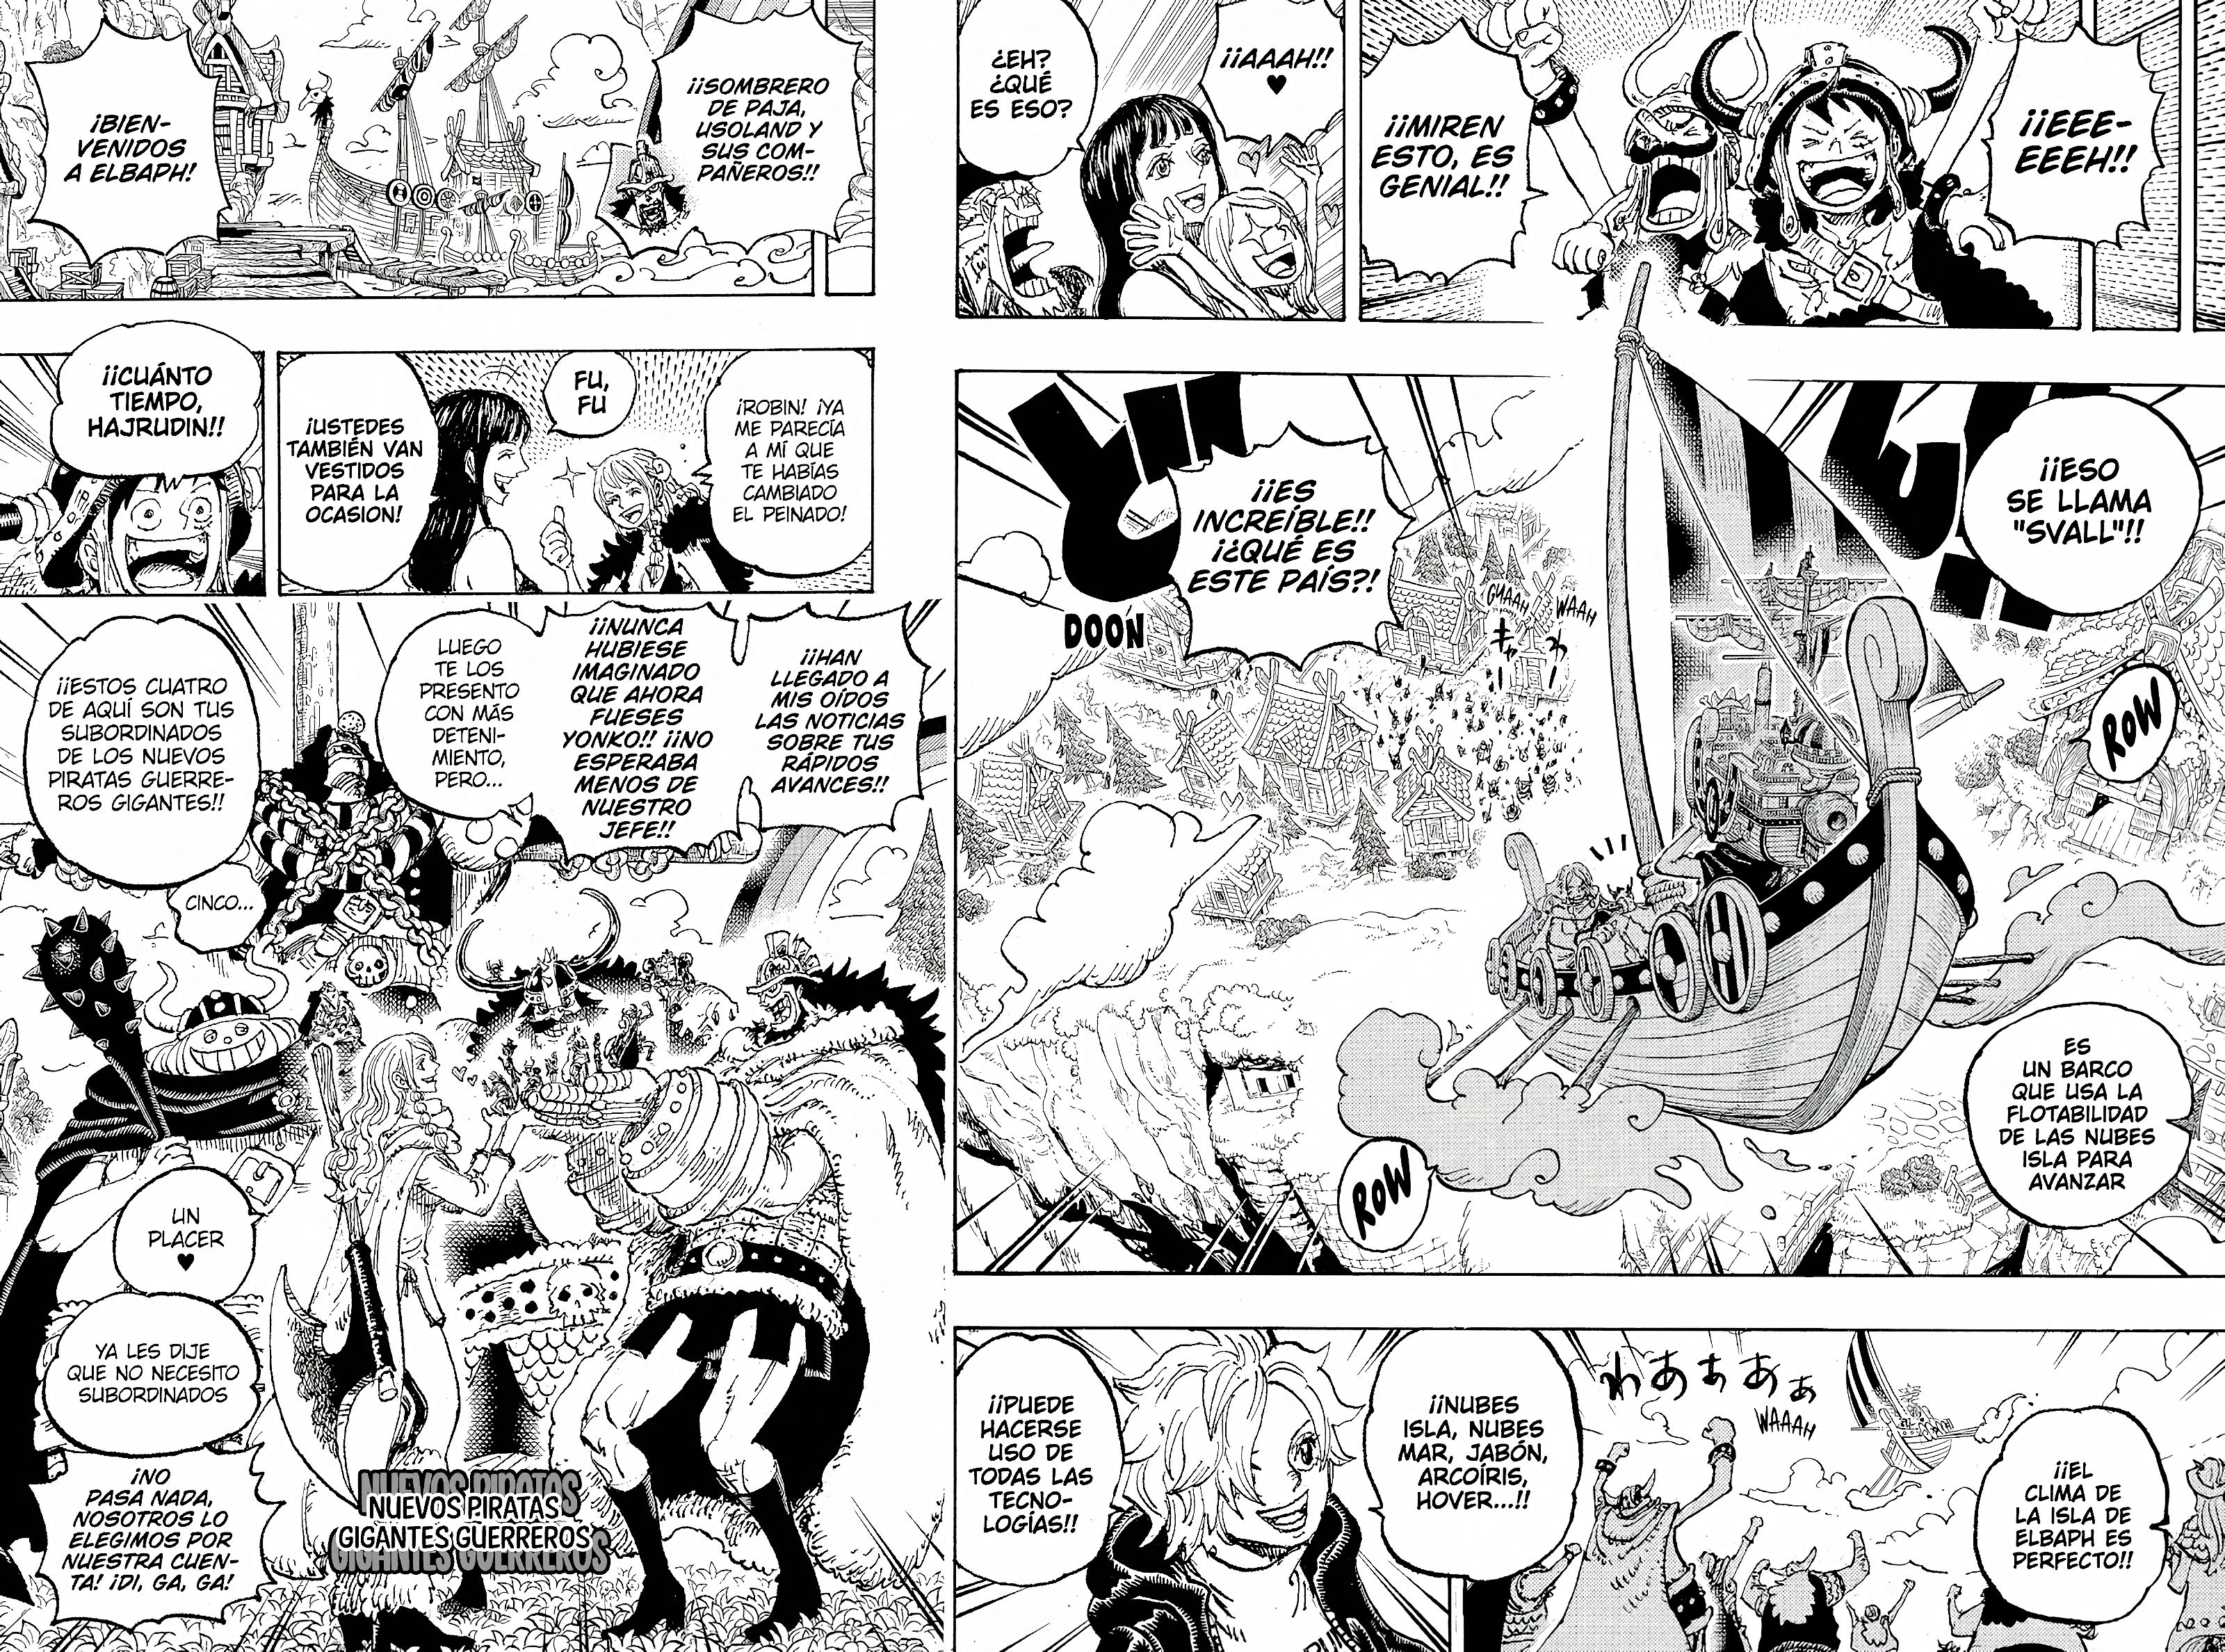 ¡¡EEE-
EEEEH!!
¡¡MIREN
ESTO, ES
GENIAL!!
¡¡AAAH!!
♥
¿EH?
¿QUÉ
ES ESO?
¡¡ESO
SE LLAMA
"SVALL"!!
¡¡ES
INCREÍBLE!!
¡¿QUÉ ES
ESTE PAÍS?!
DOON
GYAAH
キャー
WAAH
わー
ROW
ES
UN BARCO
QUE USA LA
FLOTABILIDAD
DE LAS NUBES
ISLA PARA
AVANZAR
ROW
¡¡EL
CLIMA DE
LA ISLA DE
ELBAPH ES
PERFECTO!!
わあああぁ
WAAAH
¡¡NUBES
ISLA, NUBES
MAR, JABÓN,
ARCOÍRIS,
HOVER...!!
¡¡PUEDE
HACERSE
USO DE
TODAS LAS
TECNO-
LOGÍAS!!
¡¡SOMBRERO
DE PAJA,
USOLAND Y
SUS COM-
PAÑEROS!!
¡BIEN-
VENIDOS
A ELBAPH!
¡ROBIN! ¡YA
ME PARECÍA
A MÍ QUE
TE HABÍAS
CAMBIADO
EL PEINADO!
FU,
FU
¡USTEDES
TAMBIÉN VAN
VESTIDOS
PARA LA
OCASION!
¡¡CUÁNTO
TIEMPO,
HAJRUDIN!!
¡¡HAN
LLEGADO A
MIS OÍDOS
LAS NOTICIAS
SOBRE TUS
RÁPIDOS
AVANCES!!
¡¡NUNCA
HUBIESE
IMAGINADO
QUE AHORA
FUESES
YONKO!! ¡¡NO
ESPERABA
MENOS DE
NUESTRO
JEFE!!
LUEGO
TE LOS
PRESENTO
CON MÁS
DETENI-
MIENTO,
PERO...
¡¡ESTOS CUATRO
DE AQUÍ SON TUS
SUBORDINADOS
DE LOS NUEVOS
PIRATAS GUERRE-
ROS GIGANTES!!
CINCO...
UN
PLACER
♥
YA LES DIJE
QUE NO NECESITO
SUBORDINADOS
¡NO
PASA NADA,
NOSOTROS LO
ELEGIMOS POR
NUESTRA CUEN-
TA! ¡DI, GA, GA!
NUEVOS PIRATAS
GIGANTES GUERREROS